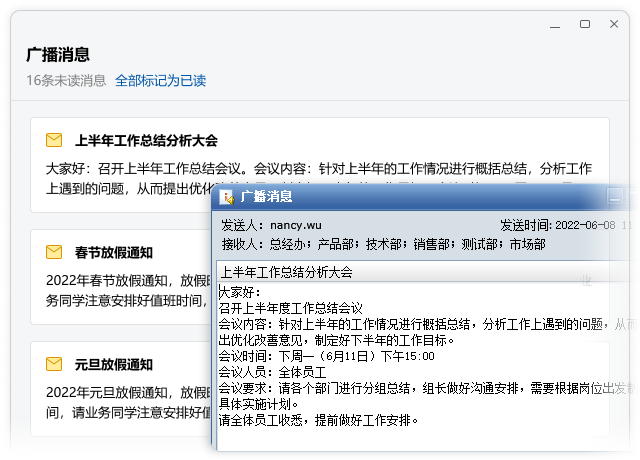 广播消息
16条未读消息 全部标记为已读
上半年工作总结分析大会
大家好：召开上半年工作总结会议。会议内容：针对上半年的工作情况进行概括总结，分析工作
上遇到的问题，从而提出优化
春节放假通知
2022年春节放假通知，放假时
务同学注意安排好值班时间，
元旦放假通知
2022年元旦放假通知，放假时
间，请业务同学注意安排好值
广播消息
发送人：nancy.wu 发送时间：2022-06-08 11
接收人：总经办；产品部；技术部；销售部；测试部；市场部
上半年工作总结分析大会
大家好：
召开上半年度工作总结会议
会议内容：针对上半年的工作情况进行概括总结，分析工作上遇到的问题，从而
出优化改善意见，制定好下半年的工作目标。
会议时间：下周一（6月11日）下午15:00
会议人员：全体员工
会议要求：请各个部门进行分组总结，组长做好沟通安排，需要根据岗位出发制
具体实施计划。
请全体员工收悉，提前做好工作安排。